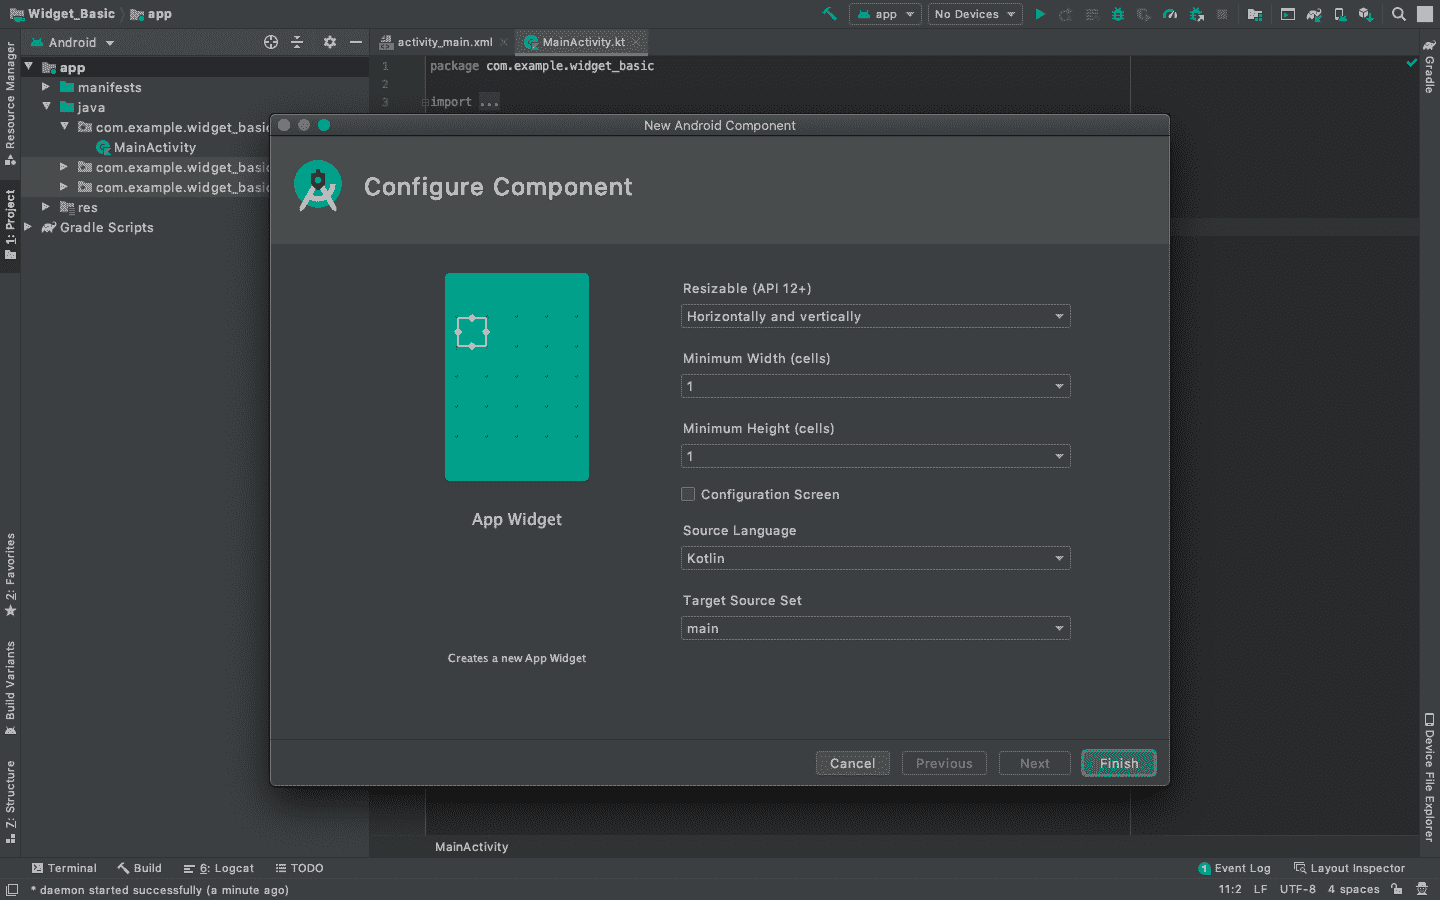 Widget_Basic app
app
No Devices
Android
activity_main.xml
MainActivity.kt
app
manifests
java
com.example.widget_basic
MainActivity
com.example.widget_basic
com.example.widget_basic
res
Gradle Scripts
Resource Manager
1: Project
2: Favorites
Build Variants
Z: Structure
1 package com.example.widget_basic
2
3 import ...
Gradle
Device File Explorer
New Android Component
Configure Component
App Widget
Creates a new App Widget
Resizable (API 12+)
Horizontally and vertically
Minimum Width (cells)
1
Minimum Height (cells)
1
Configuration Screen
Source Language
Kotlin
Target Source Set
main
Cancel
Previous
Next
Finish
MainActivity
Terminal
Build
6: Logcat
TODO
1 Event Log
Layout Inspector
* daemon started successfully (a minute ago)
11:2 LF UTF-8 4 spaces